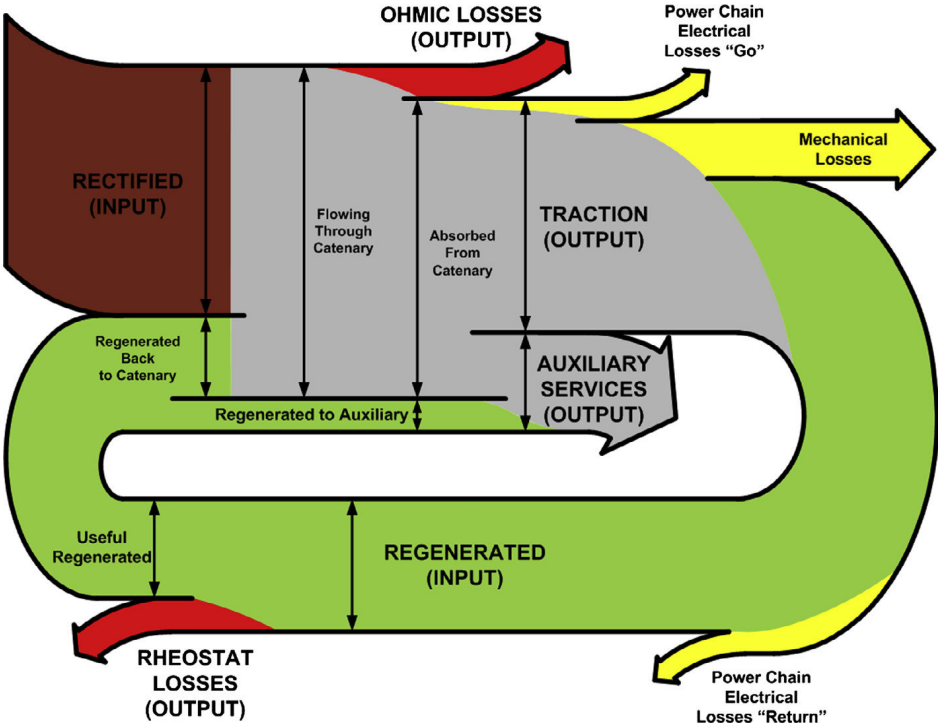 OHMIC LOSSES
(OUTPUT)
Power Chain
Electrical
Losses “Go”
Mechanical
Losses
RECTIFIED
(INPUT)
Flowing
Through
Catenary
Absorbed
From
Catenary
TRACTION
(OUTPUT)
Regenerated
Back
to Catenary
AUXILIARY
SERVICES
(OUTPUT)
Regenerated to Auxiliary
Useful
Regenerated
REGENERATED
(INPUT)
RHEOSTAT
LOSSES
(OUTPUT)
Power Chain
Electrical
Losses “Return”